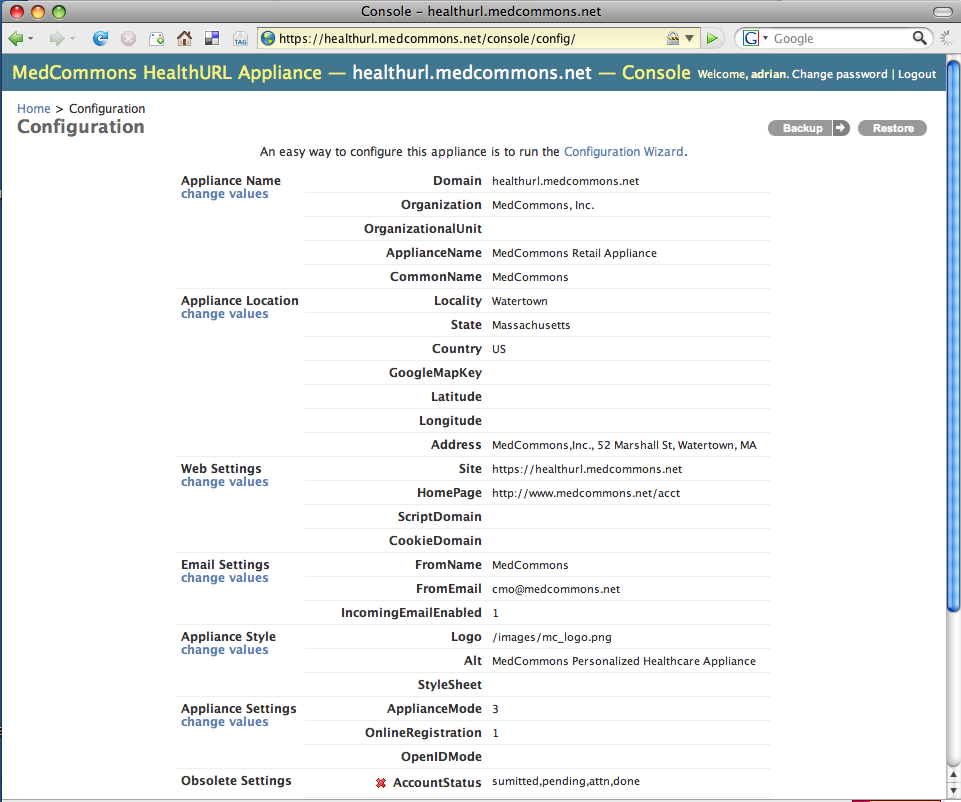 Console – healthurl.medcommons.net
TAG
https://healthurl.medcommons.net/console/config/
G Google
MedCommons HealthURL Appliance — healthurl.medcommons.net — Console Welcome, adrian. Change password | Logout
Home > Configuration
Configuration
Backup Restore
An easy way to configure this appliance is to run the Configuration Wizard.
Appliance Name Domain healthurl.medcommons.net
change values
Organization MedCommons, Inc.
OrganizationalUnit
ApplianceName MedCommons Retail Appliance
CommonName MedCommons
Appliance Location Locality Watertown
change values
State Massachusetts
Country US
GoogleMapKey
Latitude
Longitude
Address MedCommons,Inc., 52 Marshall St, Watertown, MA
Web Settings Site https://healthurl.medcommons.net
change values
HomePage http://www.medcommons.net/acct
ScriptDomain
CookieDomain
Email Settings FromName MedCommons
change values
FromEmail cmo@medcommons.net
IncomingEmailEnabled 1
Appliance Style Logo /images/mc_logo.png
change values
Alt MedCommons Personalized Healthcare Appliance
StyleSheet
Appliance Settings ApplianceMode 3
change values
OnlineRegistration 1
OpenIDMode
Obsolete Settings AccountStatus sumitted,pending,attn,done